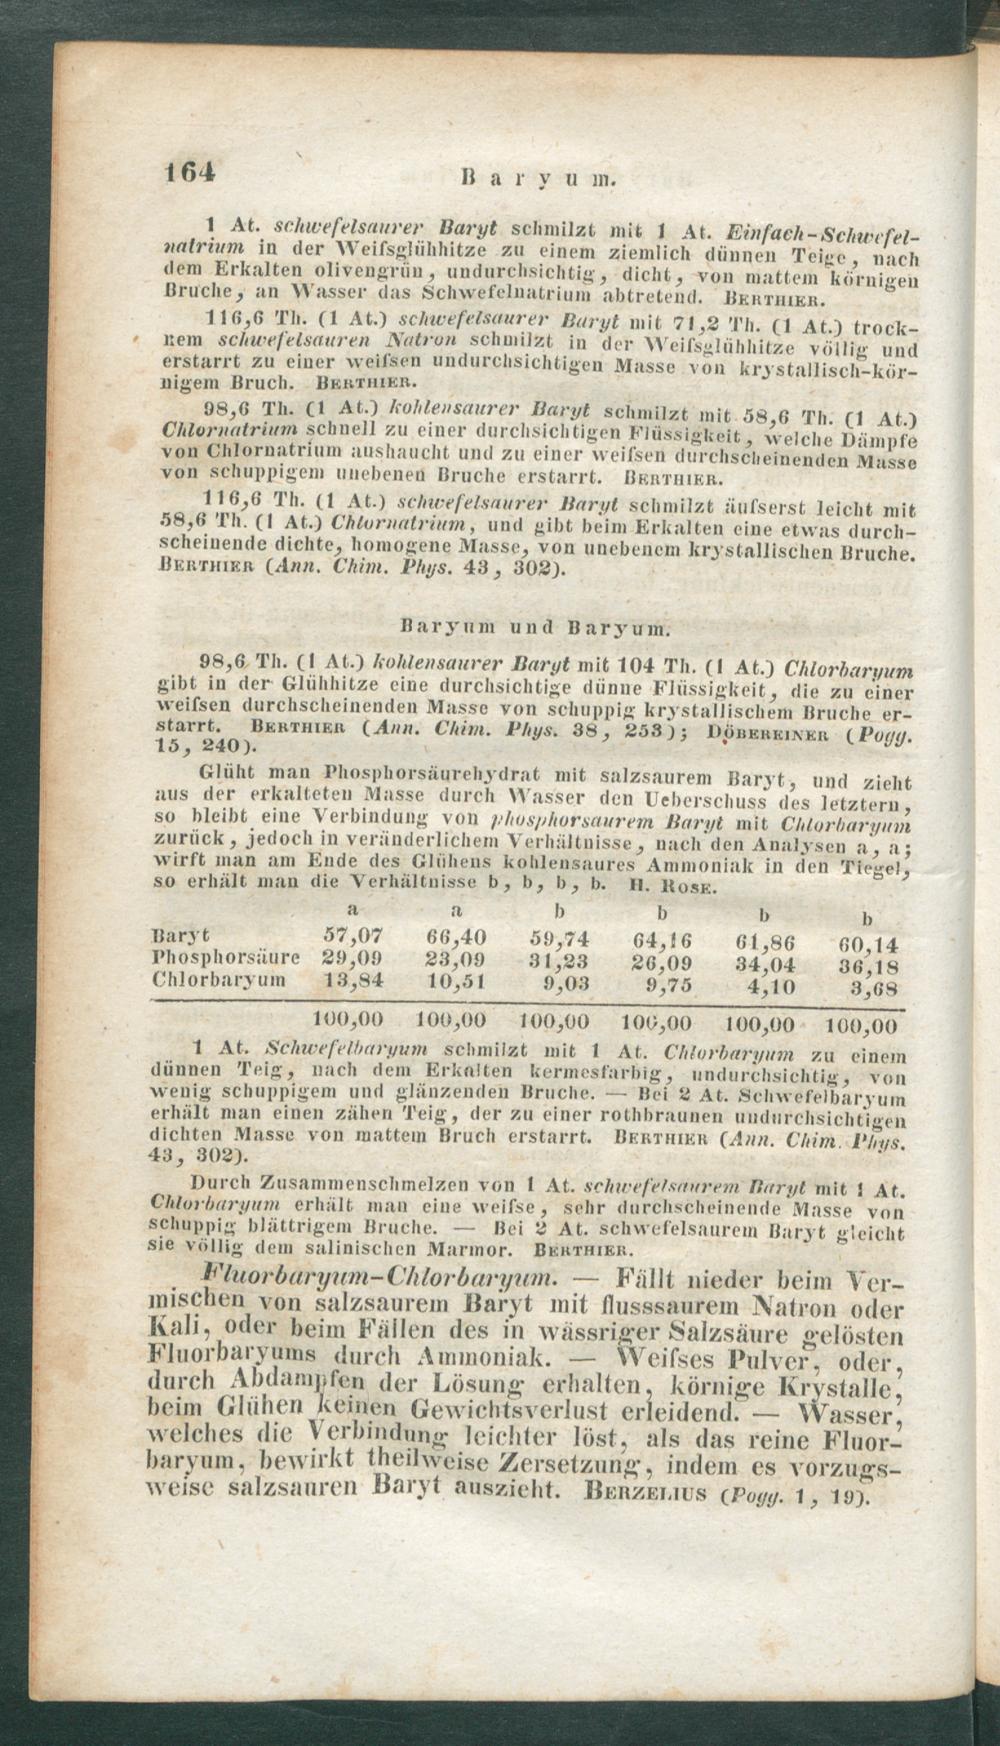 164 Baryum.
1 At. schwefelsaurer Baryt schmilzt mit 1 At. Einfach-Schwefel-
natrium in der Weifsglühhitze zu einem ziemlich dünnen Teige, nach
dem Erkalten olivengrün, undurchsichtig, dicht, von mattem körnigen
Bruche, an Wasser das Schwefelnatrium abtretend. BERTHIER.
116,6 Th. (1 At.) schwefelsaurer Baryt mit 71,2 Th. (1 At.) trock-
nem schwefelsauren Natron schmilzt in der Weifsglühhitze völlig und
erstarrt zu einer weifsen undurchsichtigen Masse von krystallisch-kör-
nigem Bruch. BERTHIER.
98,6 Th. (1 At.) kohlensaurer Baryt schmilzt mit 58,6 Th. (1 At.)
Chlornatrium schnell zu einer durchsichtigen Flüssigkeit, welche Dämpfe
von Chlornatrium aushaucht und zu einer weifsen durchscheinenden Masse
von schuppigem unebenen Bruche erstarrt. BERTHIER.
116,6 Th. (1 At.) schwefelsaurer Baryt schmilzt äufserst leicht mit
58,6 Th. (1 At.) Chlornatrium, und gibt beim Erkalten eine etwas durch-
scheinende dichte, homogene Masse, von unebenem krystallischen Bruche.
BERTHIER (Ann. Chim. Phys. 43, 302).
Baryum und Baryum.
98,6 Th. (1 At.) kohlensaurer Baryt mit 104 Th. (1 At.) Chlorbaryum
gibt in der Glühhitze eine durchsichtige dünne Flüssigkeit, die zu einer
weifsen durchscheinenden Masse von schuppig krystallischem Bruche er-
starrt. BERTHIER (Ann. Chim. Phys. 38, 253); DÖBEREINER (Pogg.
15, 240).
Glüht man Phosphorsäurehydrat mit salzsaurem Baryt, und zieht
aus der erkalteten Masse durch Wasser den Ueberschuss des letztern,
so bleibt eine Verbindung von phosphorsaurem Baryt mit Chlorbaryum
zurück, jedoch in veränderlichem Verhältnisse, nach den Analysen a, a;
wirft man am Ende des Glühens kohlensaures Ammoniak in den Tiegel,
so erhält man die Verhältnisse b, b, b, b. H. ROSE.
a a b b b b
Baryt 57,07 66,40 59,74 64,16 61,86 60,14
Phosphorsäure 29,09 23,09 31,23 26,09 34,04 36,18
Chlorbaryum 13,84 10,51 9,03 9,75 4,10 3,68
100,00 100,00 100,00 100,00 100,00 100,00
1 At. Schwefelbaryum schmilzt mit 1 At. Chlorbaryum zu einem
dünnen Teig, nach dem Erkalten kermesfarbig, undurchsichtig, von
wenig schuppigem und glänzenden Bruche. — Bei 2 At. Schwefelbaryum
erhält man einen zähen Teig, der zu einer rothbraunen undurchsichtigen
dichten Masse von mattem Bruch erstarrt. BERTHIER (Ann. Chim. Phys.
43, 302).
Durch Zusammenschmelzen von 1 At. schwefelsaurem Baryt mit 1 At.
Chlorbaryum erhält man eine weifse, sehr durchscheinende Masse von
schuppig blättrigem Bruche. — Bei 2 At. schwefelsaurem Baryt gleicht
sie völlig dem salinischen Marmor. BERTHIER.
Fluorbaryum-Chlorbaryum. — Fällt nieder beim Ver-
mischen von salzsaurem Baryt mit flusssaurem Natron oder
Kali, oder beim Fällen des in wässriger Salzsäure gelösten
Fluorbaryums durch Ammoniak. — Weifses Pulver, oder,
durch Abdampfen der Lösung erhalten, körnige Krystalle,
beim Glühen keinen Gewichtsverlust erleidend. — Wasser,
welches die Verbindung leichter löst, als das reine Fluor-
baryum, bewirkt theilweise Zersetzung, indem es vorzugs-
weise salzsauren Baryt auszieht. BERZELIUS (Pogg. 1, 19).